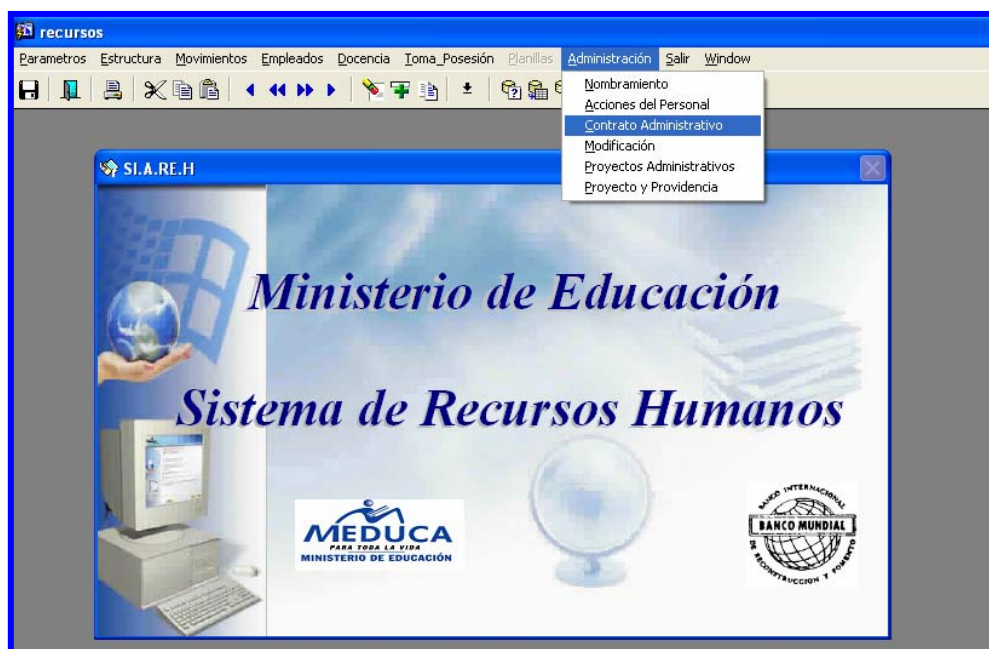 recursos
Parametros Estructura Movimientos Empleados Docencia Toma_Posesión Planillas Administración Salir Window
Nombramiento
Acciones del Personal
Contrato Administrativo
Modificación
Proyectos Administrativos
Proyecto y Providencia
SI.A.RE.H
Ministerio de Educación
Sistema de Recursos Humanos
MEDUCA
PARA TODA LA VIDA
MINISTERIO DE EDUCACIÓN
BANCO INTERNACIONAL
BANCO MUNDIAL
DE RECONSTRUCCION Y FOMENTO